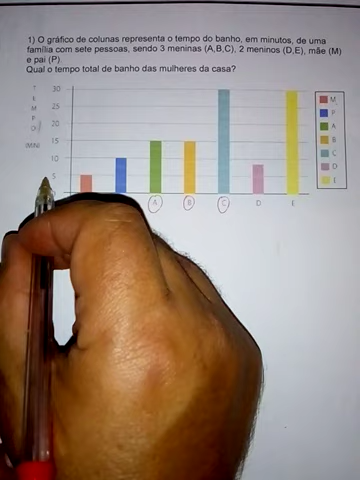 1) O gráfico de colunas representa o tempo do banho, em minutos, de uma
família com sete pessoas, sendo 3 meninas (A,B,C), 2 meninos (D,E), mãe (M)
e pai (P)
Qual o tempo total de banho das mulheres da casa?
T
E
M
P
O
(MIN)
30
25
20
15
10
5
A
B
C
D
E
M
P
A
B
C
D
E